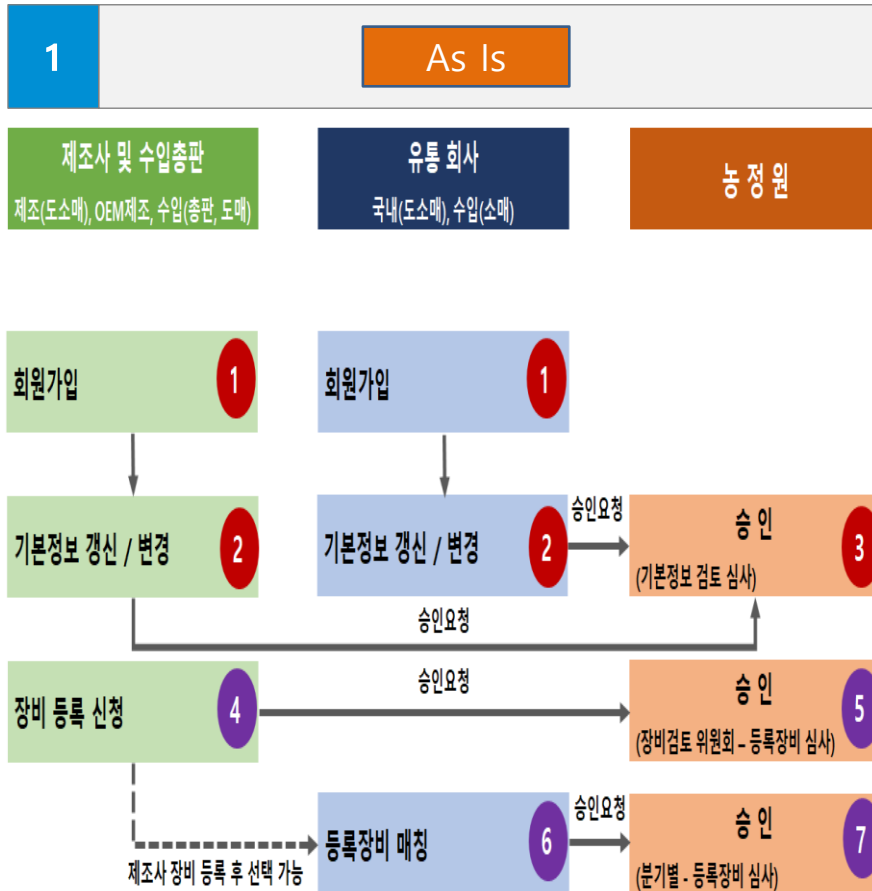 1
As Is
제조사 및 수입총판
제조(도소매), OEM제조, 수입(총판, 도매)
유통 회사
국내(도소매), 수입(소매)
농 정 원
회원가입
1
회원가입
1
기본정보 갱신 / 변경
2
기본정보 갱신 / 변경
2
승인요청
승 인
(기본정보 검토 심사)
3
승인요청
장비 등록 신청
4
승인요청
승 인
(장비검토 위원회 – 등록장비 심사)
5
제조사 장비 등록 후 선택 가능
등록장비 매칭
6
승인요청
승 인
(분기별 - 등록장비 심사)
7